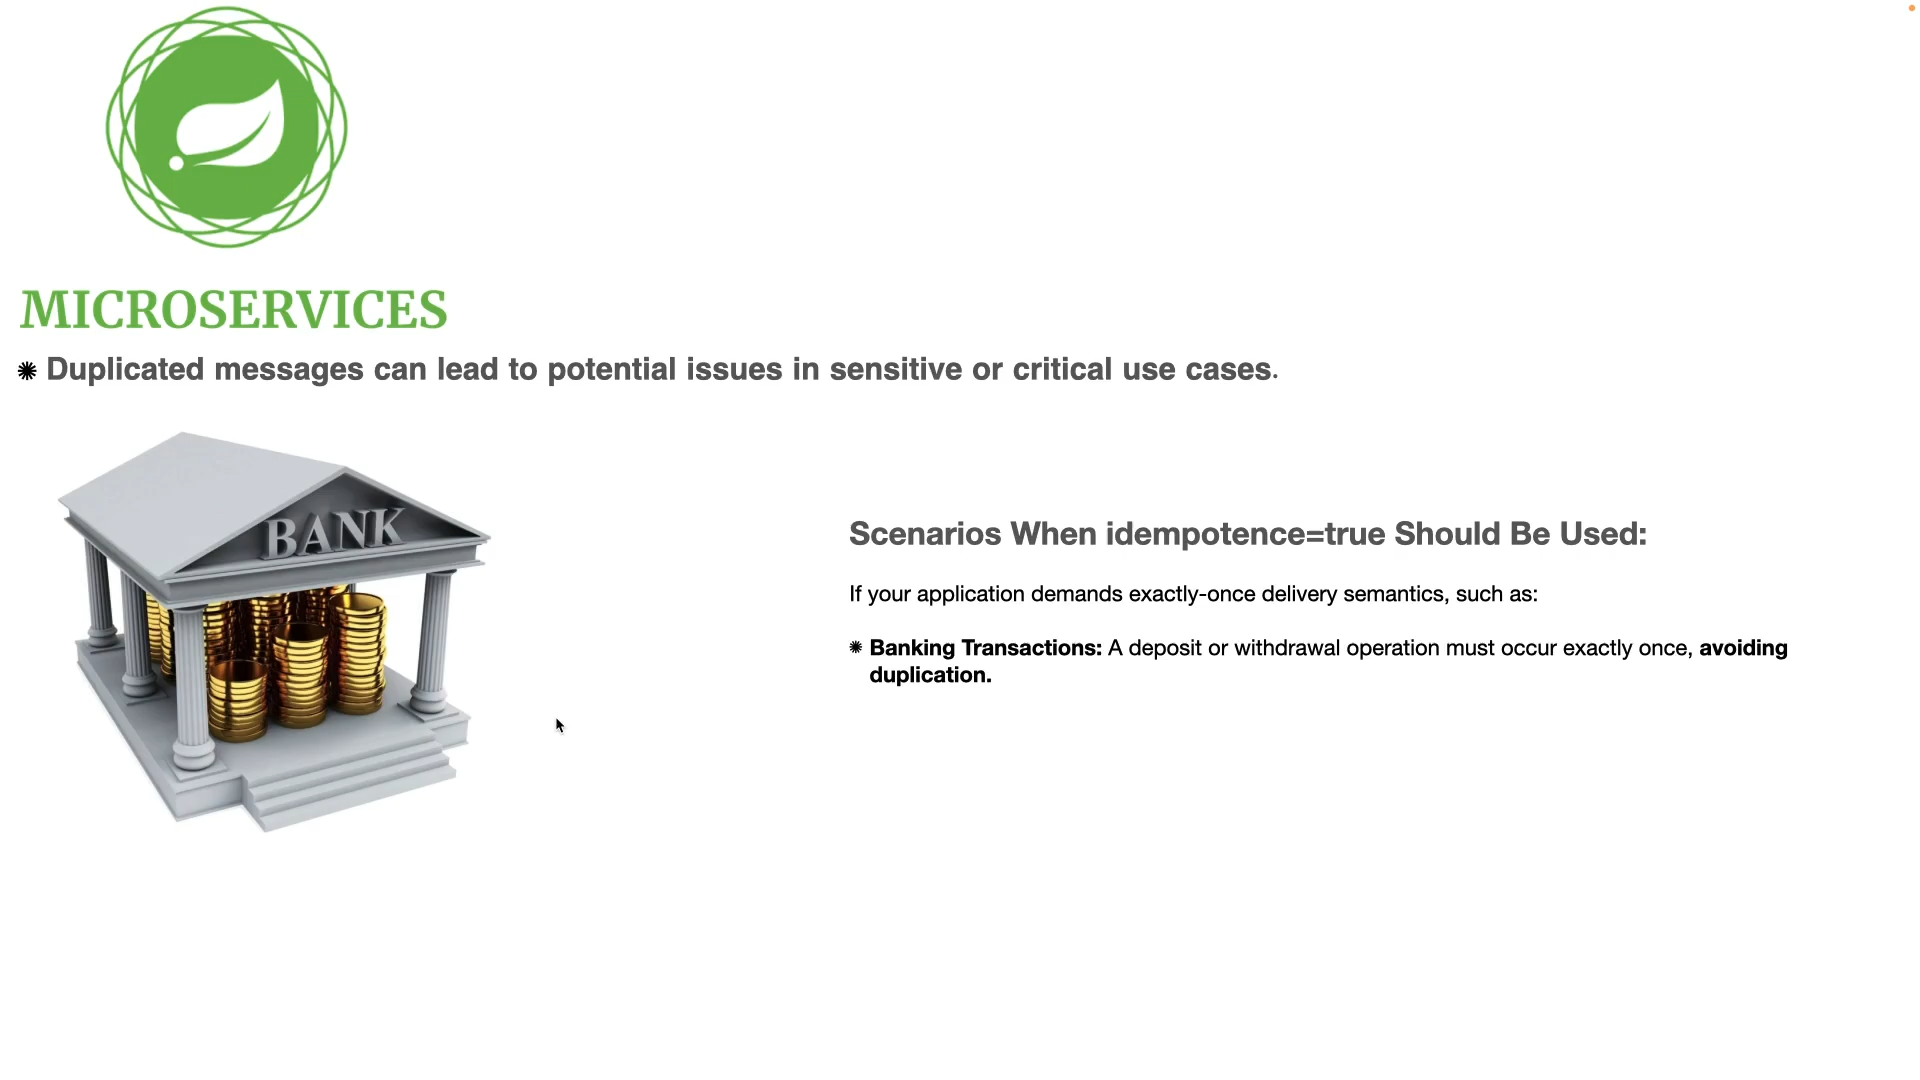 MICROSERVICES
Duplicated messages can lead to potential issues in sensitive or critical use cases.
BANK
Scenarios When idempotence=true Should Be Used:
If your application demands exactly-once delivery semantics, such as:
Banking Transactions: A deposit or withdrawal operation must occur exactly once, avoiding
duplication.